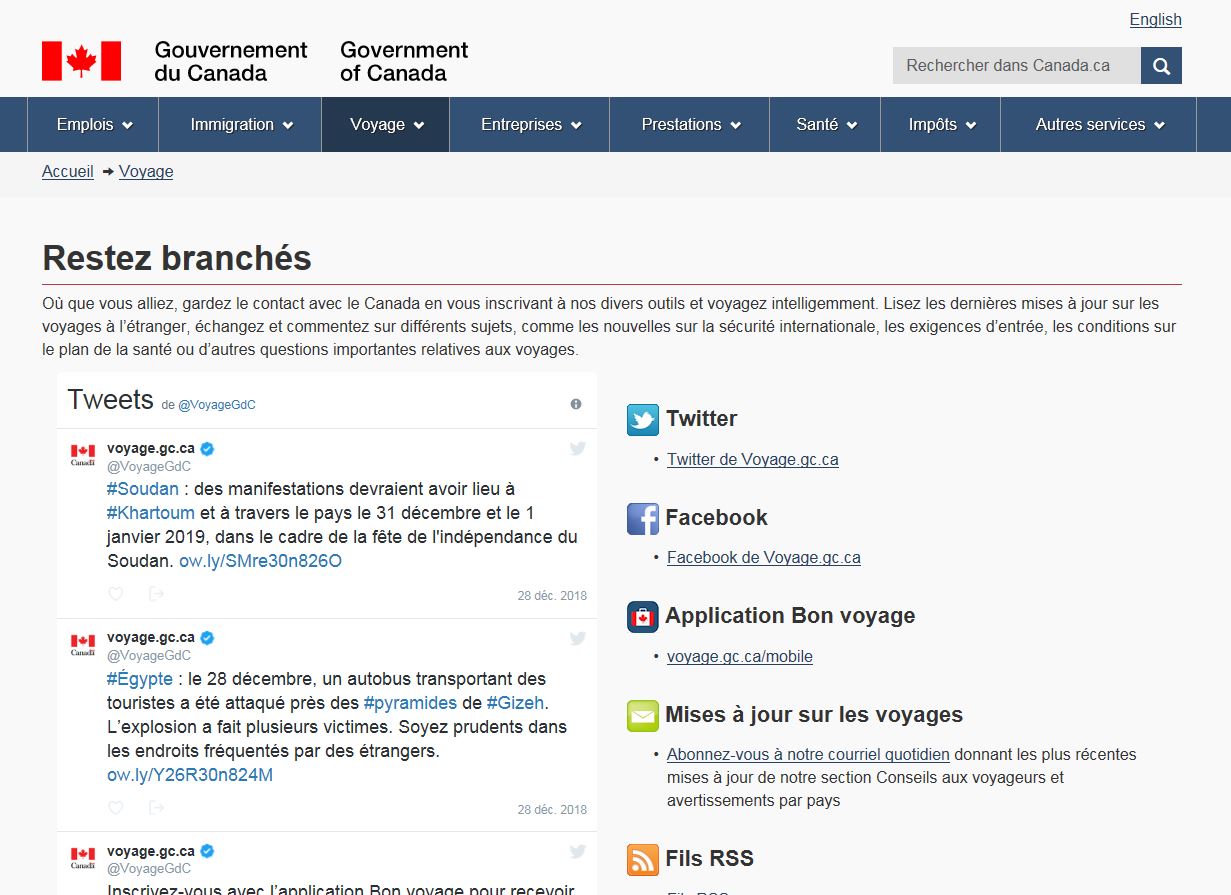 English
Gouvernement
du Canada
Government
of Canada
Rechercher dans Canada.ca
Emplois
Immigration
Voyage
Entreprises
Prestations
Santé
Impôts
Autres services
Accueil
Voyage
Restez branchés
Où que vous alliez, gardez le contact avec le Canada en vous inscrivant à nos divers outils et voyagez intelligemment. Lisez les dernières mises à jour sur les
voyages à l’étranger, échangez et commentez sur différents sujets, comme les nouvelles sur la sécurité internationale, les exigences d’entrée, les conditions sur
le plan de la santé ou d’autres questions importantes relatives aux voyages.
Tweets de @VoyageGdC
voyage.gc.ca
Canada
@VoyageGdC
#Soudan : des manifestations devraient avoir lieu à
#Khartoum et à travers le pays le 31 décembre et le 1
janvier 2019, dans le cadre de la fête de l'indépendance du
Soudan. ow.ly/SMre30n826O
28 déc. 2018
voyage.gc.ca
Canada
@VoyageGdC
#Égypte : le 28 décembre, un autobus transportant des
touristes a été attaqué près des #pyramides de #Gizeh.
L’explosion a fait plusieurs victimes. Soyez prudents dans
les endroits fréquentés par des étrangers.
ow.ly/Y26R30n824M
28 déc. 2018
voyage.gc.ca
Canada
@VoyageGdC
Inscrivez-vous avec l’application Bon voyage pour recevoir
Twitter
• Twitter de Voyage.gc.ca
Facebook
• Facebook de Voyage.gc.ca
Application Bon voyage
• voyage.gc.ca/mobile
Mises à jour sur les voyages
• Abonnez-vous à notre courriel quotidien donnant les plus récentes
mises à jour de notre section Conseils aux voyageurs et
avertissements par pays
Fils RSS
Fils RSS